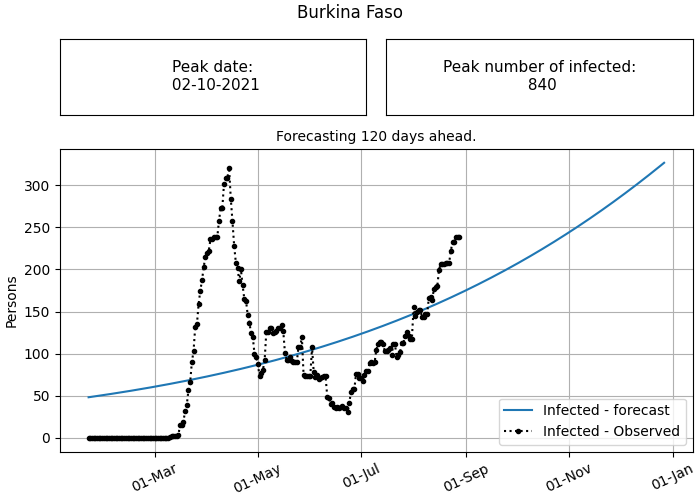 Burkina Faso
Peak date:
02-10-2021
Peak number of infected:
840
Forecasting 120 days ahead.
Persons
300
250
200
150
100
50
0
Infected - forecast
Infected - Observed
01-Mar
01-May
01-Jul
01-Sep
01-Nov
01-Jan